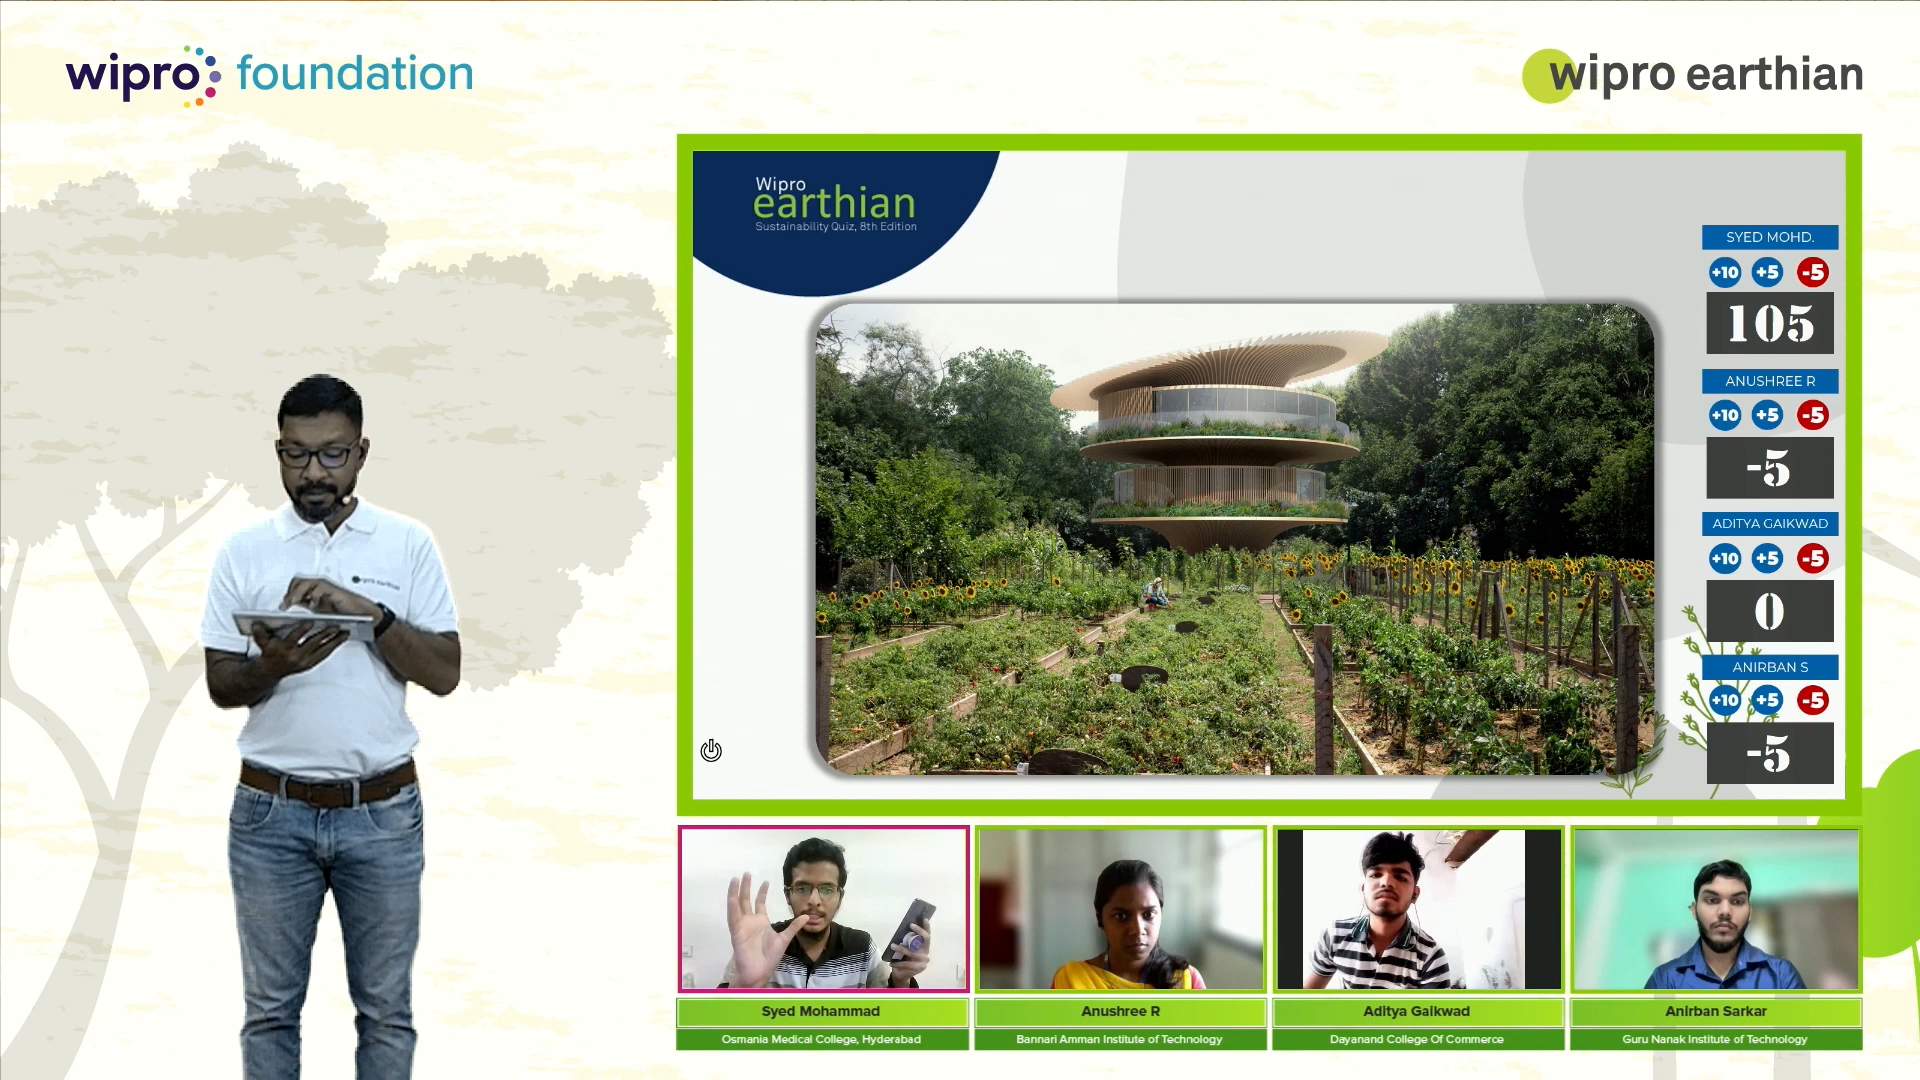 wipro foundation
wipro earthian
Wipro
earthian
Sustainability Quiz, 8th Edition
SYED MOHD.
+10 +5 -5
105
ANUSHREE R
+10 +5 -5
-5
ADITYA GAIKWAD
+10 +5 -5
0
ANIRBAN S
+10 +5 -5
-5
wipro earthian
Syed Mohammad
Osmania Medical College, Hyderabad
Anushree R
Bannari Amman Institute of Technology
Aditya Gaikwad
Dayanand College Of Commerce
Anirban Sarkar
Guru Nanak Institute of Technology